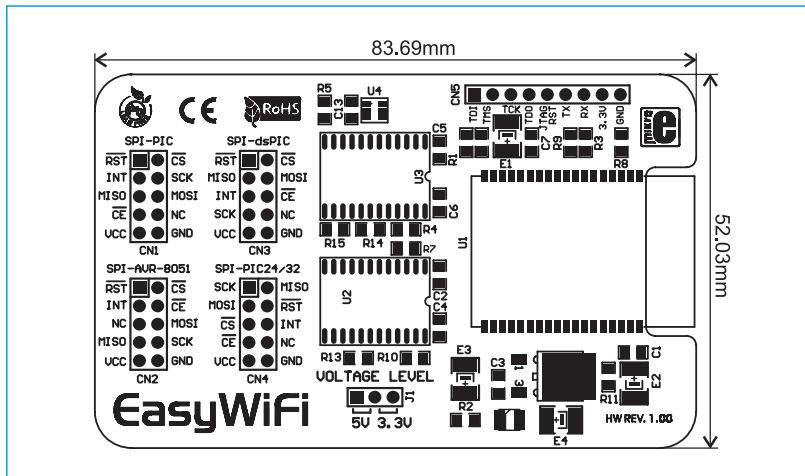 83.69mm
52.03mm
RoHS
R5
C13
U4
CN5
TDI
TMS
TCK
TDO
JTAG
RST
TX
RX
3.3V
GND
mikro
e
E1
C7
R9
R3
R8
SPI-PIC
RST CS
INT SCK
MISO MOSI
CE NC
VCC GND
CN1
SPI-dsPIC
RST CS
MISO MOSI
INT CE
SCK NC
VCC GND
CN3
C5
R1
U3
C6
R15 R14 R4
R7
U1
SPI-AVR-8051
RST CS
INT CE
NC MOSI
MISO SCK
VCC GND
CN2
SPI-PIC24/32
SCK MISO
MOSI RST
CS INT
CE NC
VCC GND
CN4
U2
C2
C4
R13 R10
VOLTAGE LEVEL
J1
5V 3.3V
E3
C3
1
3
C1
E2
R11
R2
E4
EasyWiFi
HW REV. 1.00